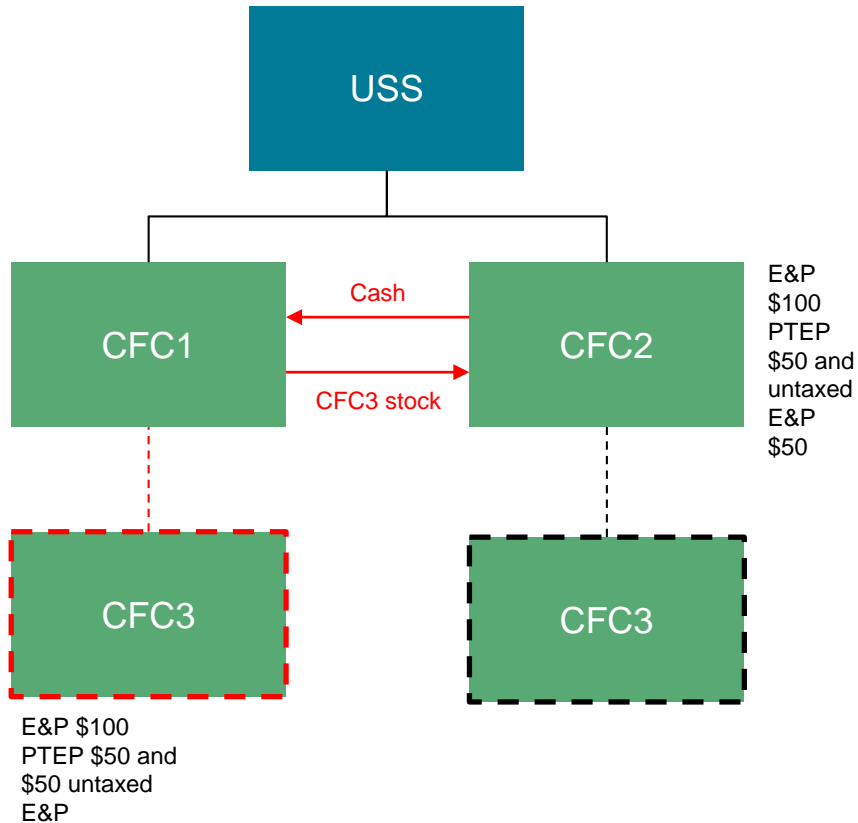 USS
CFC1
Cash
CFC3 stock
CFC2
E&P
$100
PTEP
$50 and
untaxed
E&P
$50
CFC3
CFC3
E&P $100
PTEP $50 and
$50 untaxed
E&P